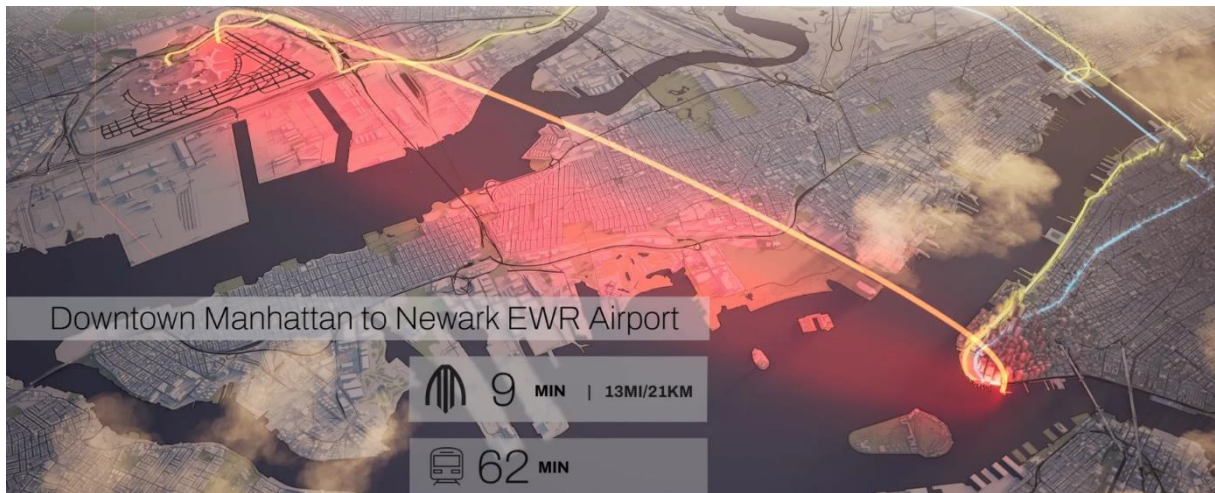 Downtown Manhattan to Newark EWR Airport
9 MIN | 13MI/21KM
62 MIN